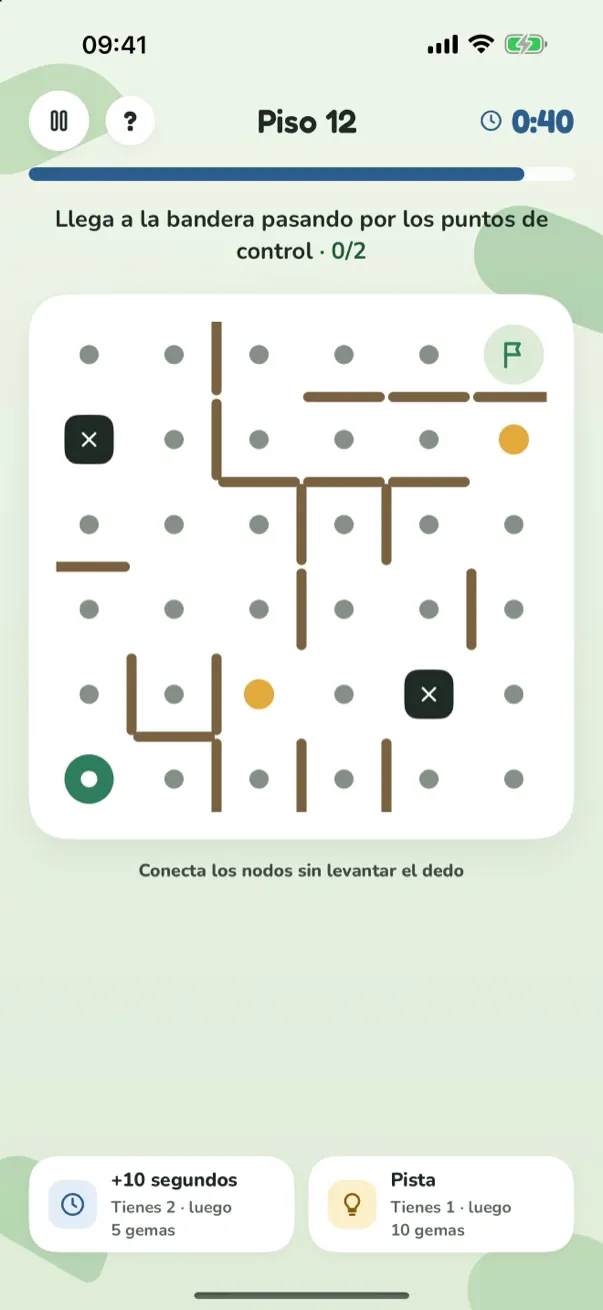 09:41
?
Piso 12
0:40
Llega a la bandera pasando por los puntos de
control · 0/2
Conecta los nodos sin levantar el dedo
+10 segundos
Tienes 2 · luego
5 gemas
Pista
Tienes 1 · luego
10 gemas